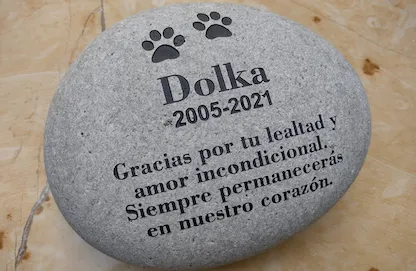 Dolka
2005-2021
Gracias por tu lealtad y
amor incondicional.
Siempre permanecerás
en nuestro corazón.